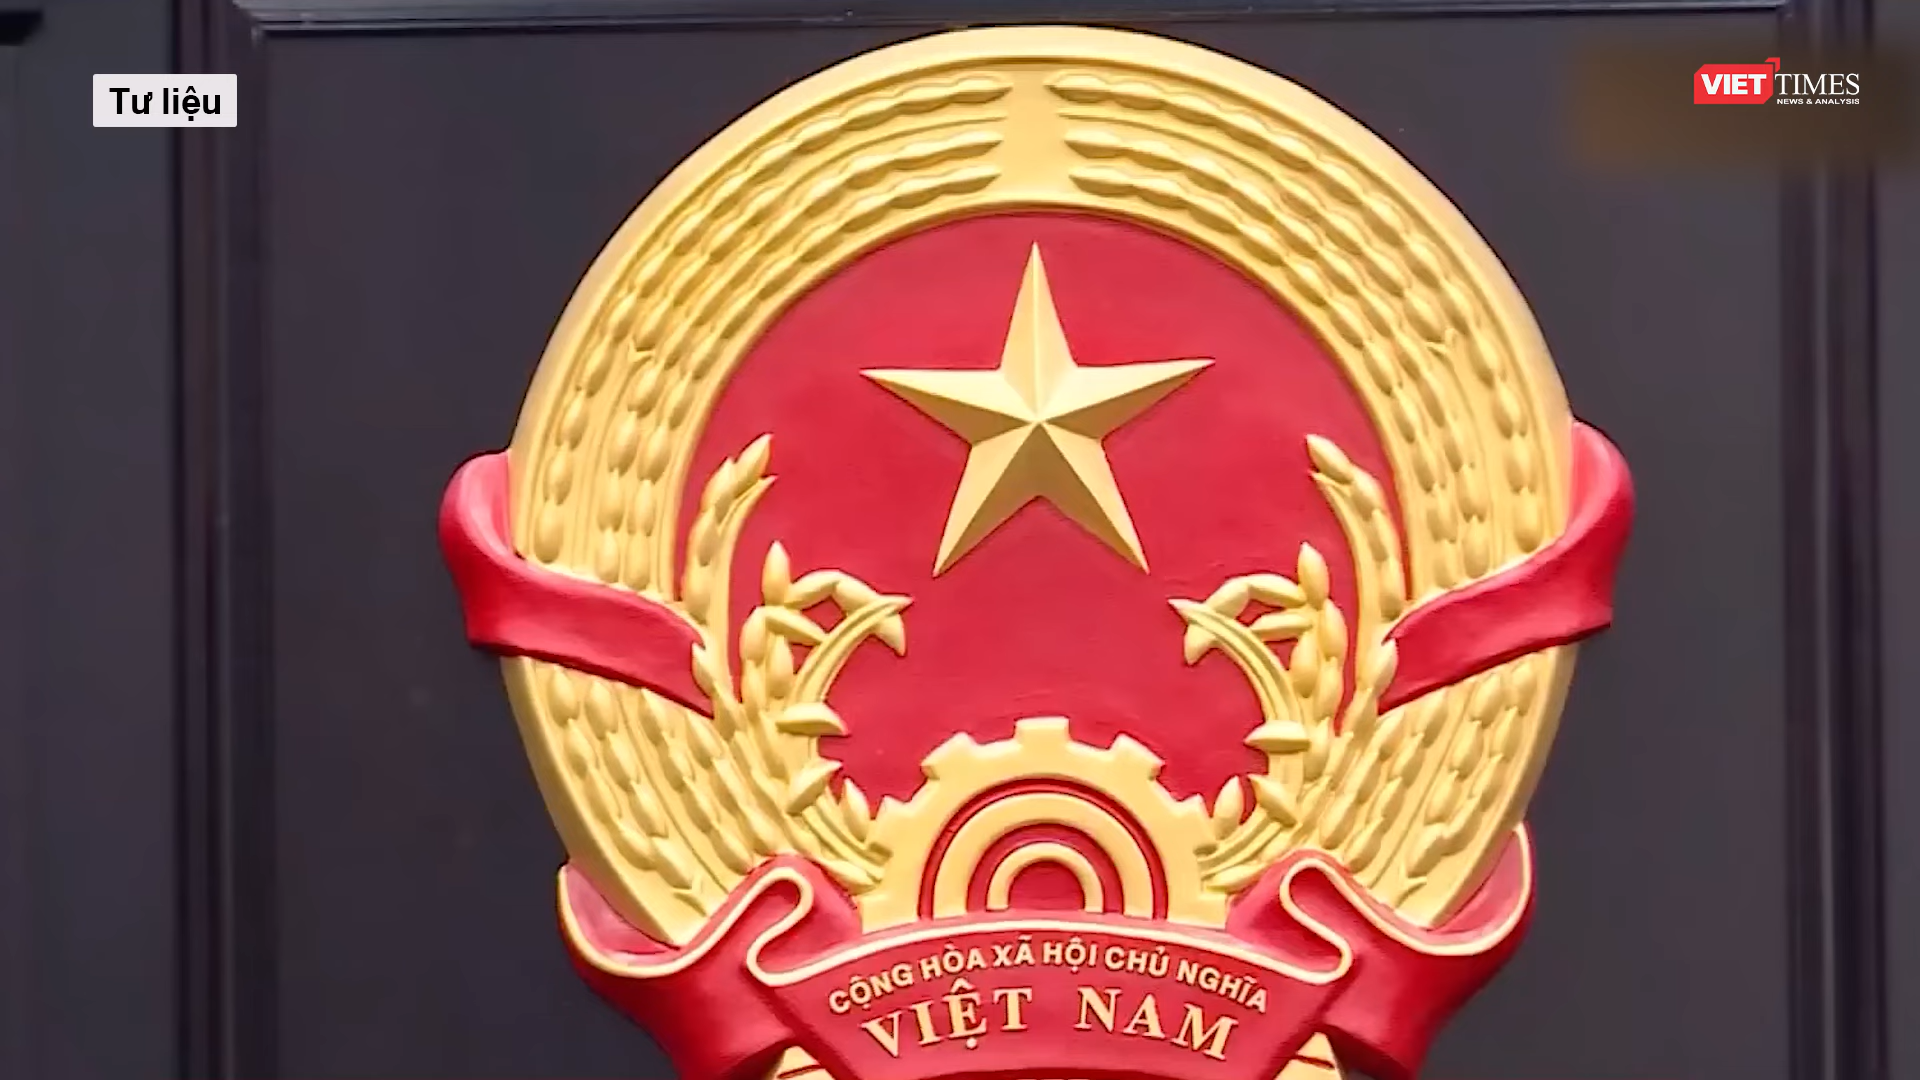 Tư liệu
VIETTIMES
NEWS & ANALYSIS
CỘNG HÒA XÃ HỘI CHỦ NGHĨA
VIỆT NAM